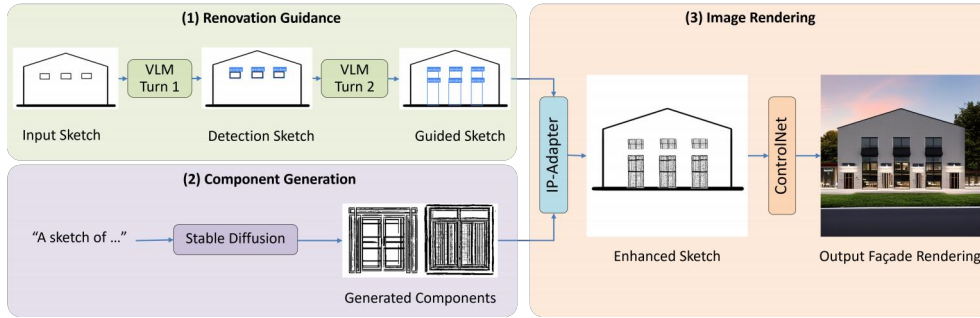 (1) Renovation Guidance
VLM
Turn 1
VLM
Turn 2
Input Sketch
Detection Sketch
Guided Sketch
(2) Component Generation
“A sketch of …”
Stable Diffusion
Generated Components
(3) Image Rendering
IP-Adapter
ControlNet
Enhanced Sketch
Output Façade Rendering